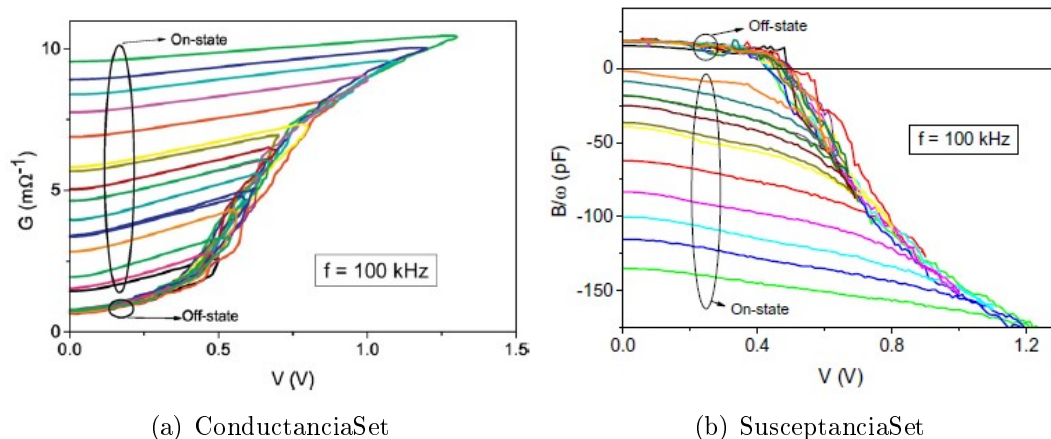 10
5
0
G (mΩ⁻¹)
On-state
f = 100 kHz
Off-state
0.0
0.5
1.0
1.5
V (V)
(a) ConductanciaSet
0
-50
-100
-150
B/ω (pF)
Off-state
f = 100 kHz
On-state
0.0
0.4
0.8
1.2
V (V)
(b) SusceptanciaSet